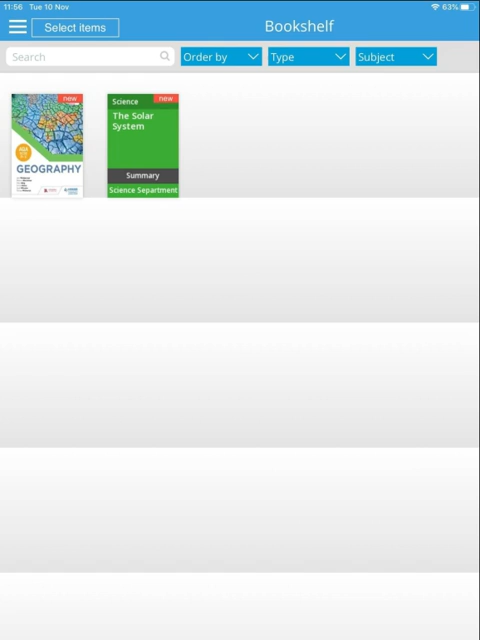 11:56 Tue 10 Nov 63%
Select items
Bookshelf
Search
Order by
Type
Subject
new
GEOGRAPHY
Science
new
The Solar
System
Summary
Science Separtment